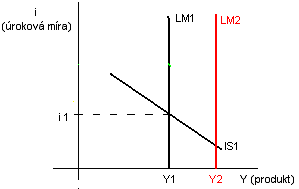 i
(úroková míra)
LM1
LM2
i 1
IS1
Y1
Y2
Y (produkt)